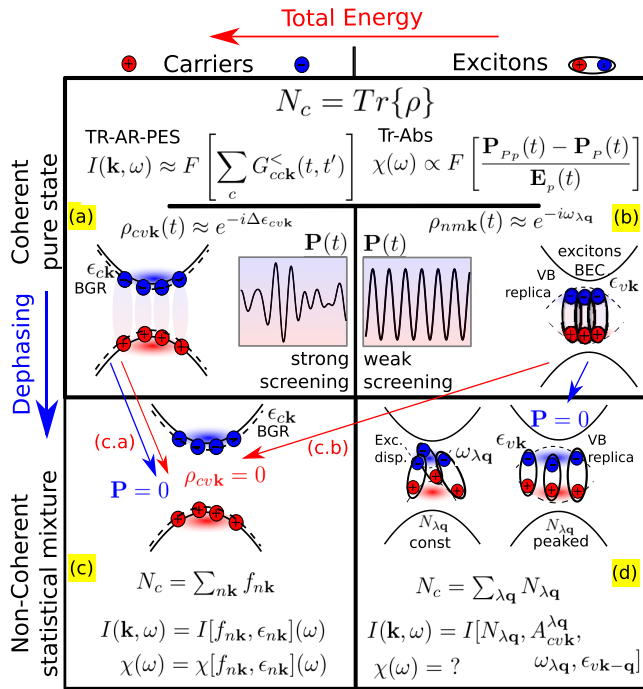 Total Energy
Carriers
Excitons
N_c = Tr{ρ}
TR-AR-PES
I(k, ω) ≈ F [ ∑_c G^<_{cck}(t, t′) ]
Tr-Abs
χ(ω) ∝ F [ (P_{Pp}(t) − P_P(t)) / E_p(t) ]
Coherent
pure state
(a)
ρ_{cvk}(t) ≈ e^{−iΔϵ_{cvk}}
ϵ_{ck}
BGR
P(t)
strong
screening
(b)
ρ_{nmk}(t) ≈ e^{−iω_{λq}}
P(t)
weak
screening
excitons
BEC
VB
replica
ϵ_{vk}
Dephasing
(c.a)
P = 0
ρ_{cvk} = 0
(c.b)
P = 0
Non-Coherent
statistical mixture
ϵ_{ck}
BGR
(c)
N_c = ∑_{nk} f_{nk}
I(k, ω) = I[f_{nk}, ϵ_{nk}](ω)
χ(ω) = χ[f_{nk}, ϵ_{nk}](ω)
Exc.
disp.
ω_{λq}
N_{λq}
const
ϵ_{vk}
VB
replica
N_{λq}
peaked
(d)
N_c = ∑_{λq} N_{λq}
I(k, ω) = I[N_{λq}, A^{λq}_{cvk},
χ(ω) = ?
ω_{λq}, ϵ_{vk−q}]